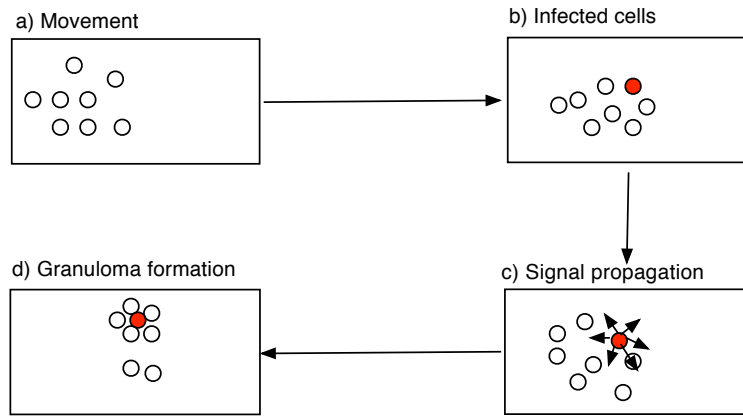 a) Movement
b) Infected cells
d) Granuloma formation
c) Signal propagation